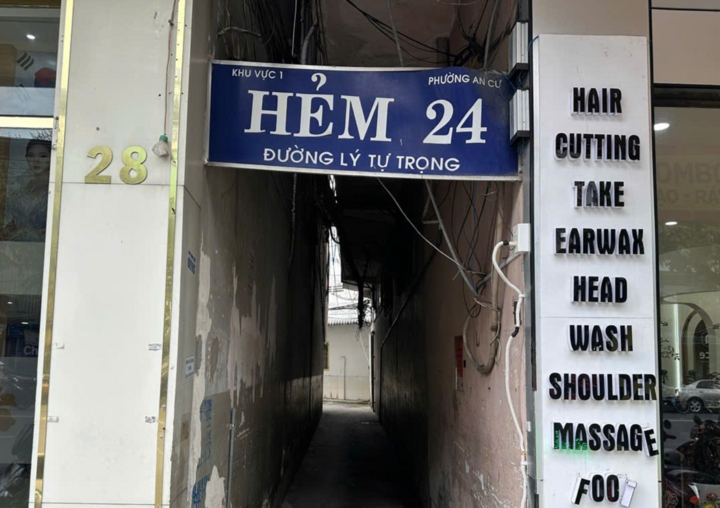 KHU VỰC 1
PHƯỜNG AN CƯ
HẺM 24
ĐƯỜNG LÝ TỰ TRỌNG
28
HAIR
CUTTING
TAKE
EARWAX
HEAD
WASH
SHOULDER
MASSAGE
FOO